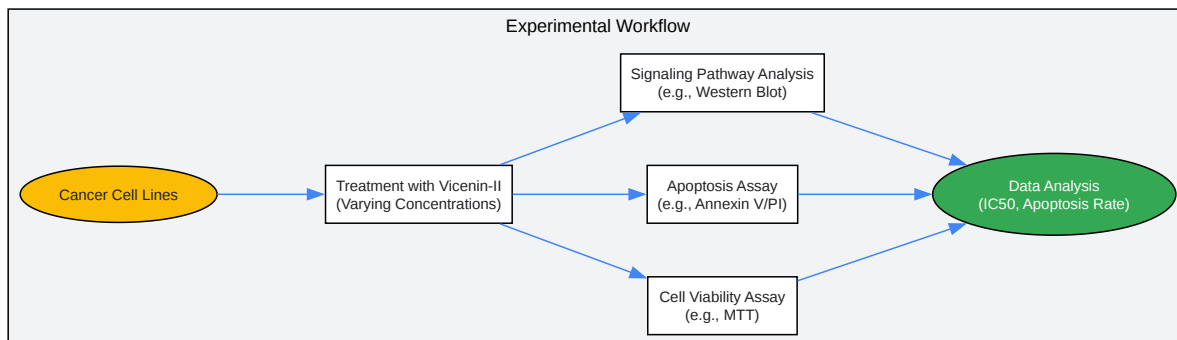 Experimental Workflow
Signaling Pathway Analysis
(e.g., Western Blot)
Cancer Cell Lines
Treatment with Vicenin-II
(Varying Concentrations)
Apoptosis Assay
(e.g., Annexin V/PI)
Data Analysis
(IC50, Apoptosis Rate)
Cell Viability Assay
(e.g., MTT)